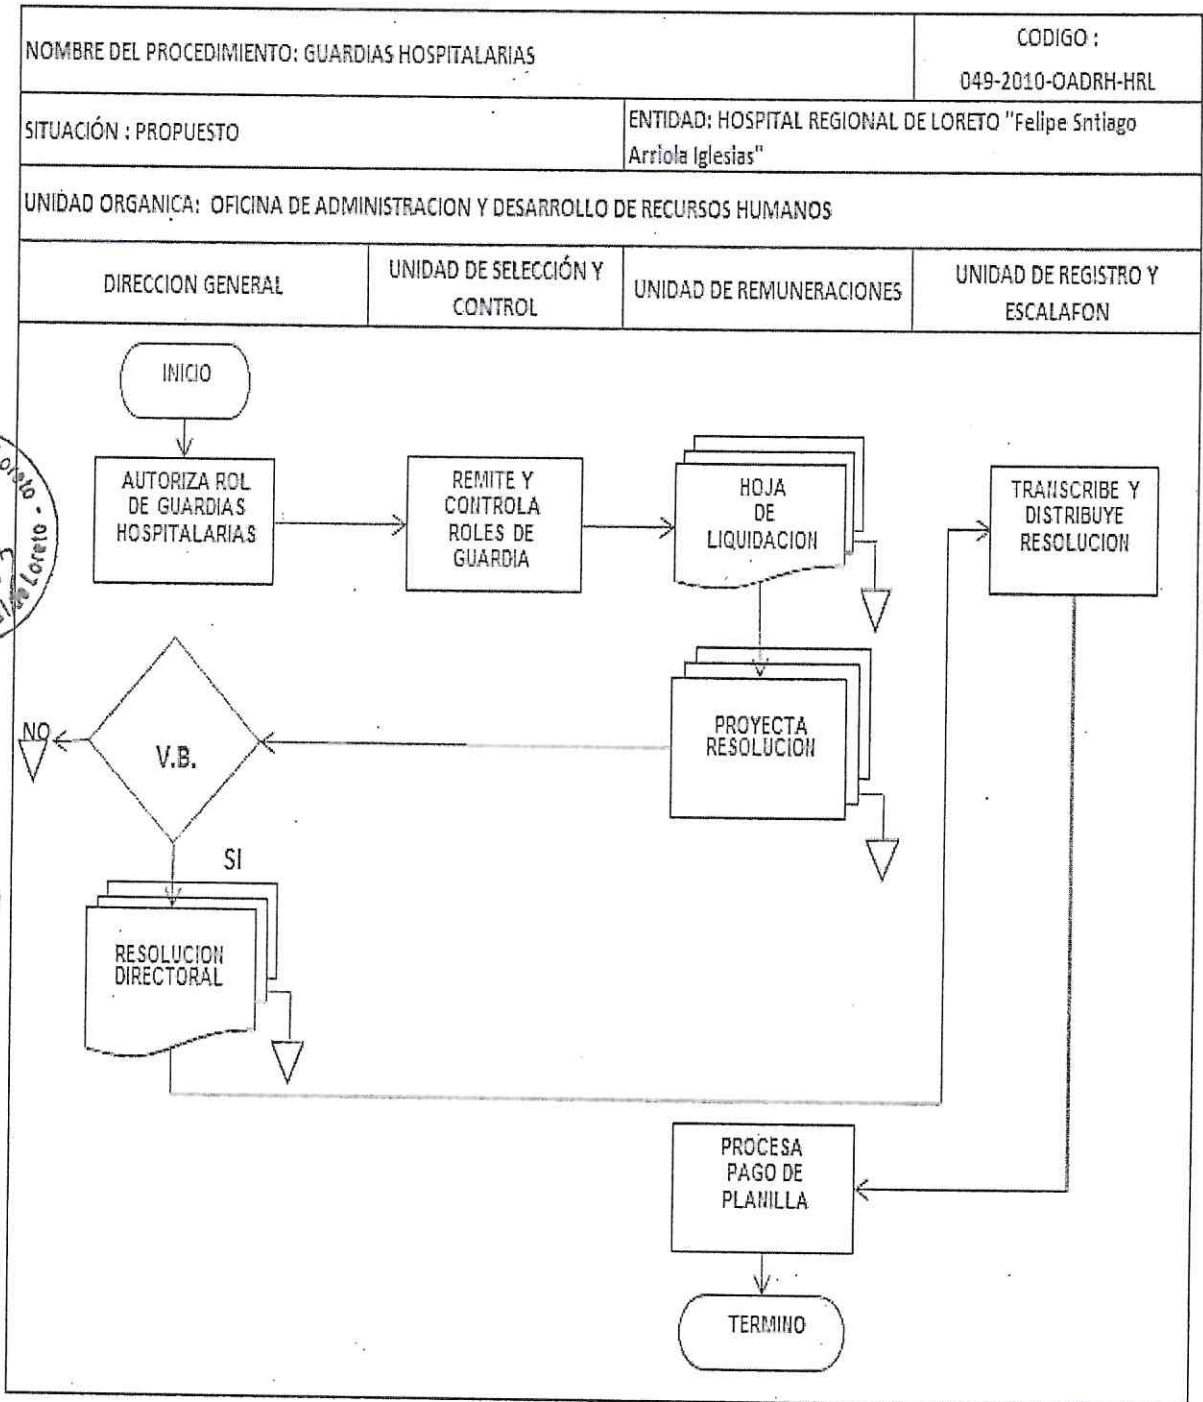 NOMBRE DEL PROCEDIMIENTO: GUARDIAS HOSPITALARIAS
CODIGO :
049-2010-OADRH-HRL
SITUACIÓN : PROPUESTO
ENTIDAD: HOSPITAL REGIONAL DE LORETO "Felipe Sntiago
Arriola Iglesias"
UNIDAD ORGANICA: OFICINA DE ADMINISTRACION Y DESARROLLO DE RECURSOS HUMANOS
DIRECCION GENERAL
UNIDAD DE SELECCIÓN Y
CONTROL
UNIDAD DE REMUNERACIONES
UNIDAD DE REGISTRO Y
ESCALAFON
INICIO
AUTORIZA ROL
DE GUARDIAS
HOSPITALARIAS
REMITE Y
CONTROLA
ROLES DE
GUARDIA
HOJA
DE
LIQUIDACION
TRANSCRIBE Y
DISTRIBUYE
RESOLUCION
Loreto -
de Loreto
NO
V.B.
PROYECTA
RESOLUCION
SI
RESOLUCION
DIRECTORAL
PROCESA
PAGO DE
PLANILLA
TERMINO